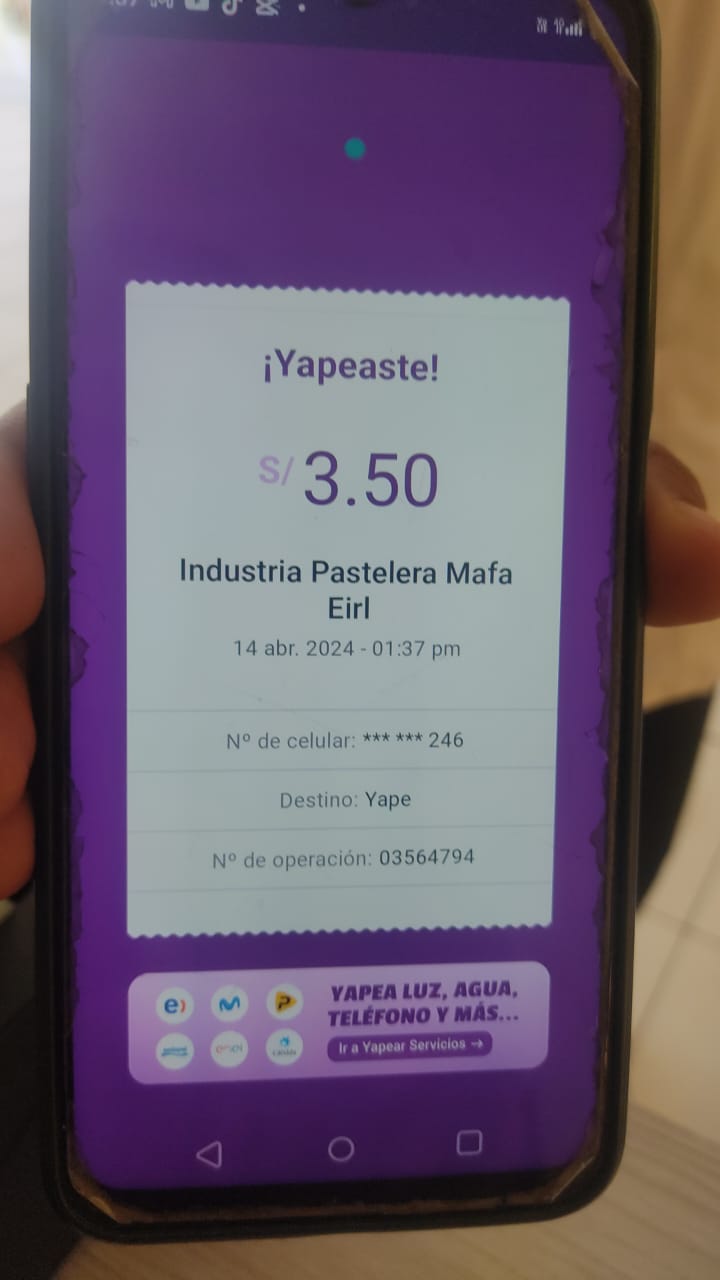 ¡Yapeaste!
S/ 3.50
Industria Pastelera Mafa
Eirl
14 abr. 2024 - 01:37 pm
Nº de celular: *** *** 246
Destino: Yape
Nº de operación: 03564794
YAPEA LUZ, AGUA,
TELÉFONO Y MÁS...
Ir a Yapear Servicios →